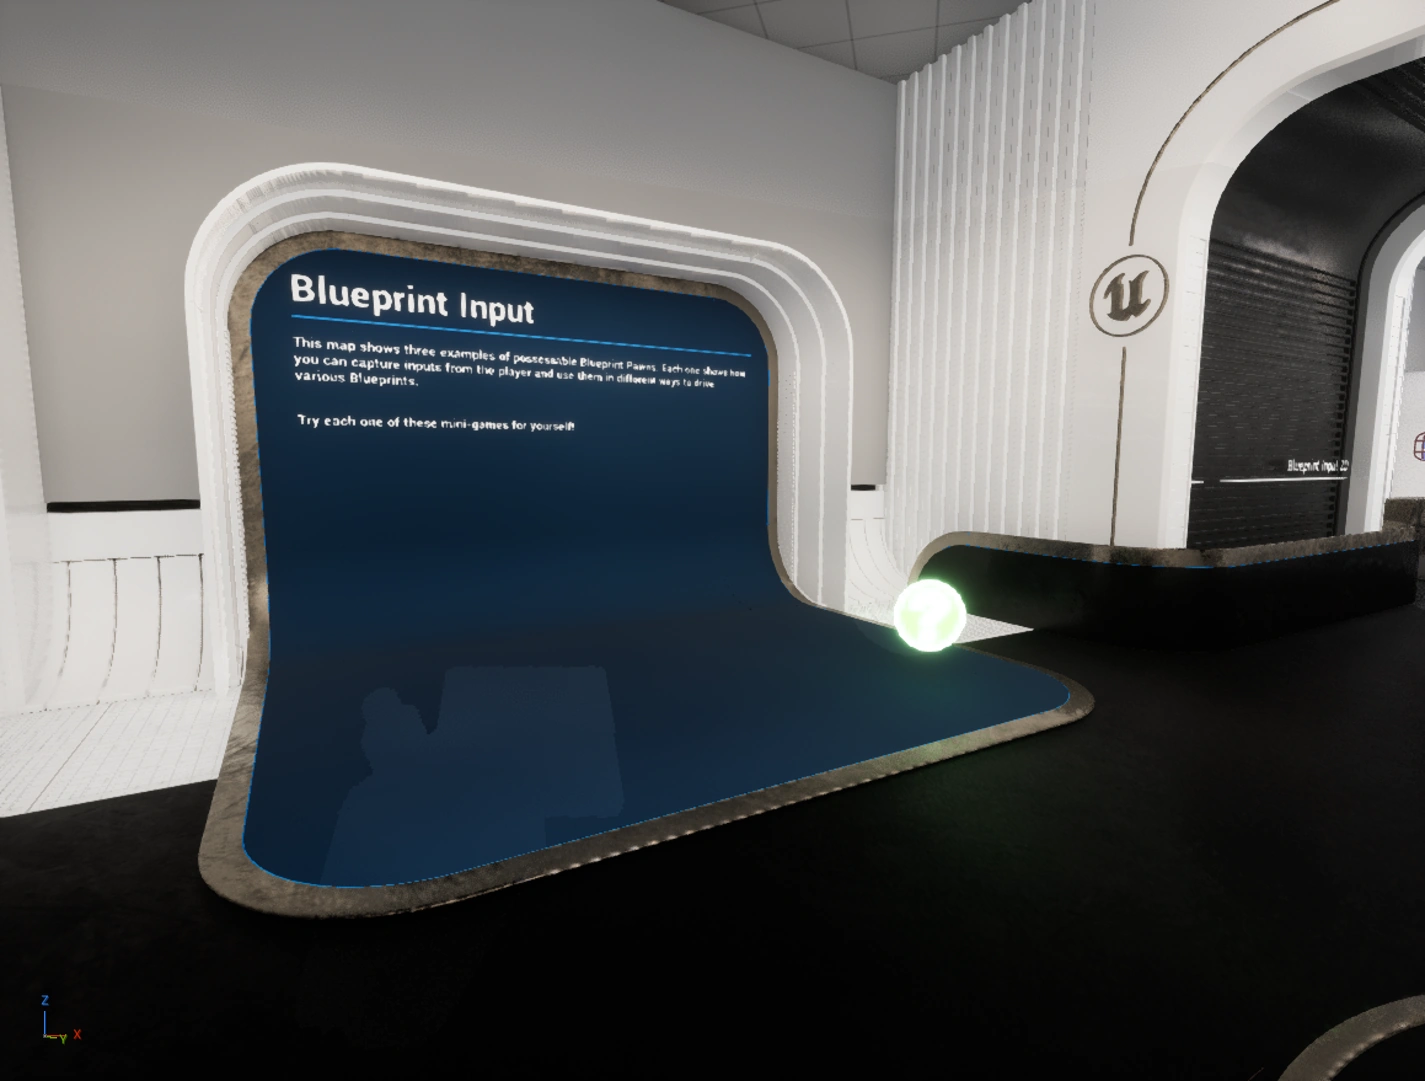 Blueprint Input
This map shows three examples of possessable Blueprint Pawns. Each one shows how
you can capture inputs from the player and use them in different ways to drive
various Blueprints.
Try each one of these mini-games for yourself!
Blueprint Input 2D
Z
Y
X